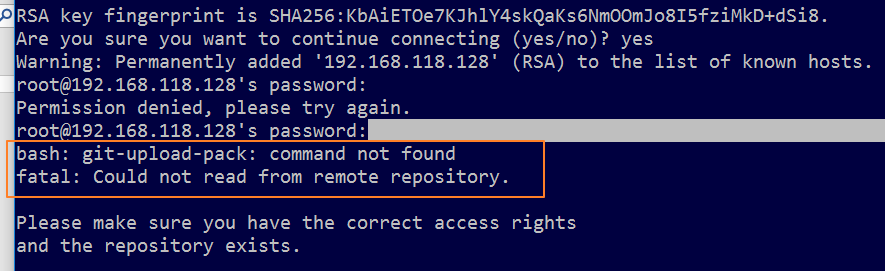 RSA key fingerprint is SHA256:KbAiETOe7KJhlY4skQaKs6NmOOmJo8I5fziMkD+dSi8.
Are you sure you want to continue connecting (yes/no)? yes
Warning: Permanently added '192.168.118.128' (RSA) to the list of known hosts.
root@192.168.118.128's password:
Permission denied, please try again.
root@192.168.118.128's password:
bash: git-upload-pack: command not found
fatal: Could not read from remote repository.
Please make sure you have the correct access rights
and the repository exists.